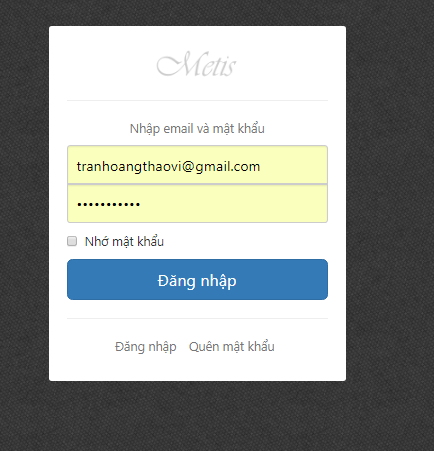 Metis
Nhập email và mật khẩu
tranhoangthaovi@gmail.com
•••••••••••
Nhớ mật khẩu
Đăng nhập
Đăng nhập Quên mật khẩu